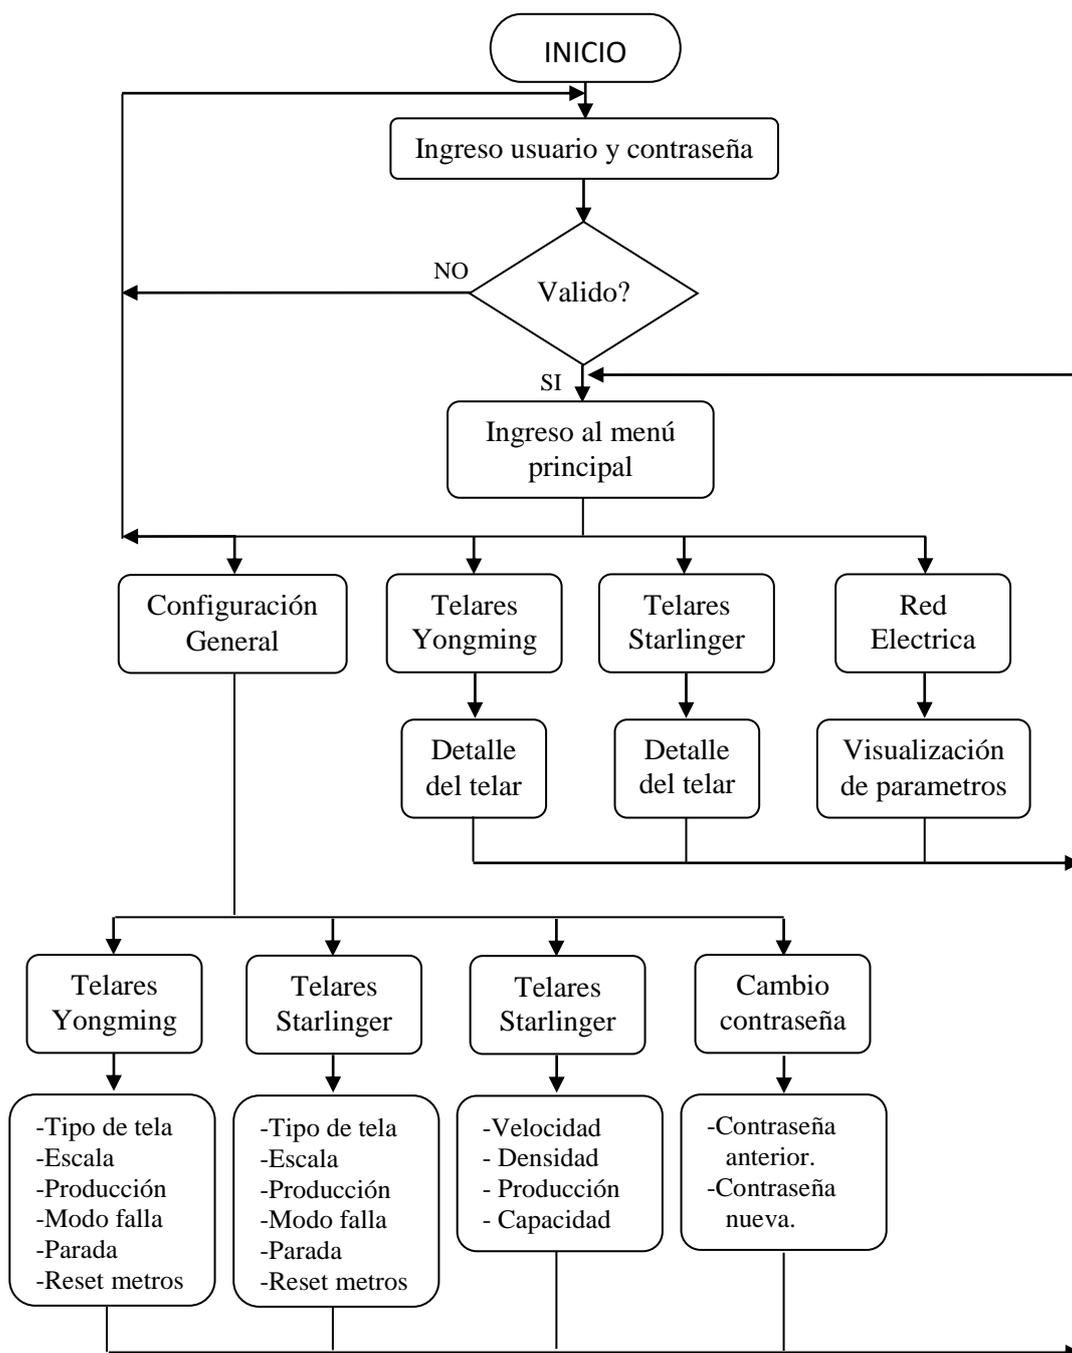 INICIO
Ingreso usuario y contraseña
NO
Valido?
SI
Ingreso al menú
principal
Configuración
General
Telares
Yongming
Telares
Starlinger
Red
Electrica
Detalle
del telar
Detalle
del telar
Visualización
de parametros
Telares
Yongming
Telares
Starlinger
Telares
Starlinger
Cambio
contraseña
-Tipo de tela
-Escala
-Producción
-Modo falla
-Parada
-Reset metros
-Tipo de tela
-Escala
-Producción
-Modo falla
-Parada
-Reset metros
-Velocidad
- Densidad
- Producción
- Capacidad
-Contraseña
anterior.
-Contraseña
nueva.